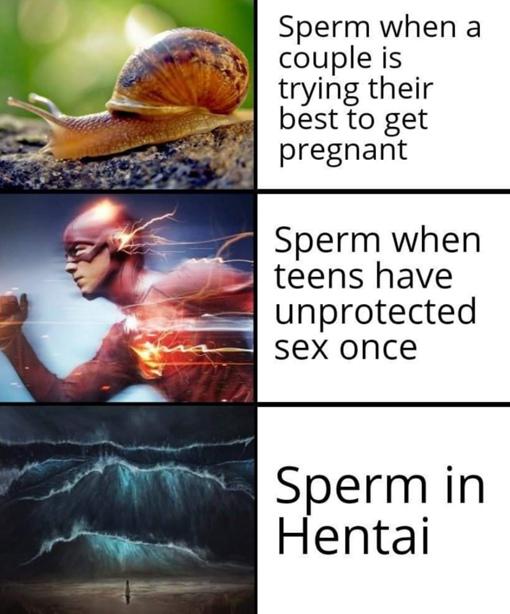 Sperm when a
couple is
trying their
best to get
pregnant
Sperm when
teens have
unprotected
sex once
Sperm in
Hentai